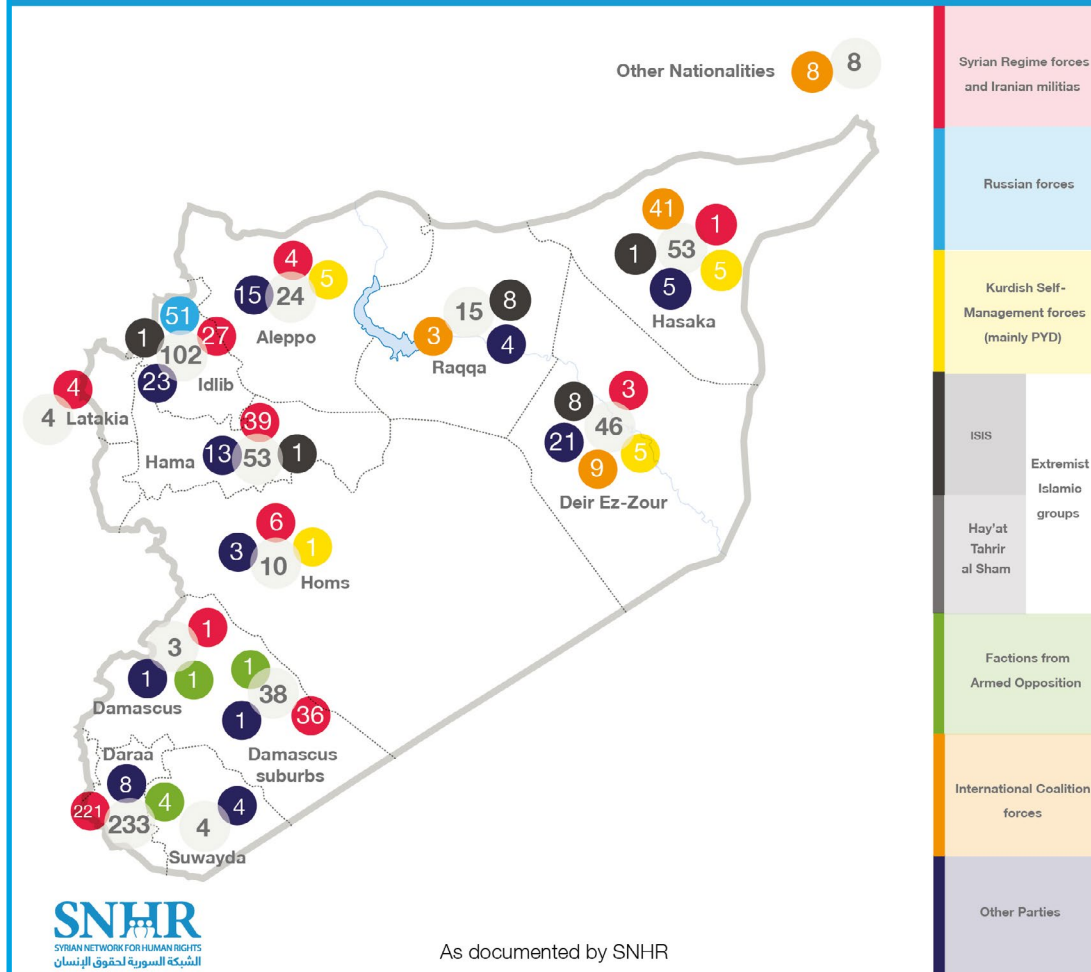 Other Nationalities
8
8
41
1
1
53
5
5
Hasaka
4
5
15
24
Aleppo
15
8
3
4
Raqqa
51
1
27
102
23
Idlib
4
4
Latakia
39
13
53
1
Hama
3
8
46
21
5
9
Deir Ez-Zour
6
3
1
10
Homs
1
3
1
1
Damascus
1
38
1
36
Damascus
suburbs
Daraa
8
221
4
233
4
4
Suwayda
SNHR
SYRIAN NETWORK FOR HUMAN RIGHTS
الشبكة السورية لحقوق الإنسان
As documented by SNHR
Syrian Regime forces
and Iranian militias
Russian forces
Kurdish Self-
Management forces
(mainly PYD)
ISIS
Hay'at
Tahrir
al Sham
Extremist
Islamic
groups
Factions from
Armed Opposition
International Coalition
forces
Other Parties